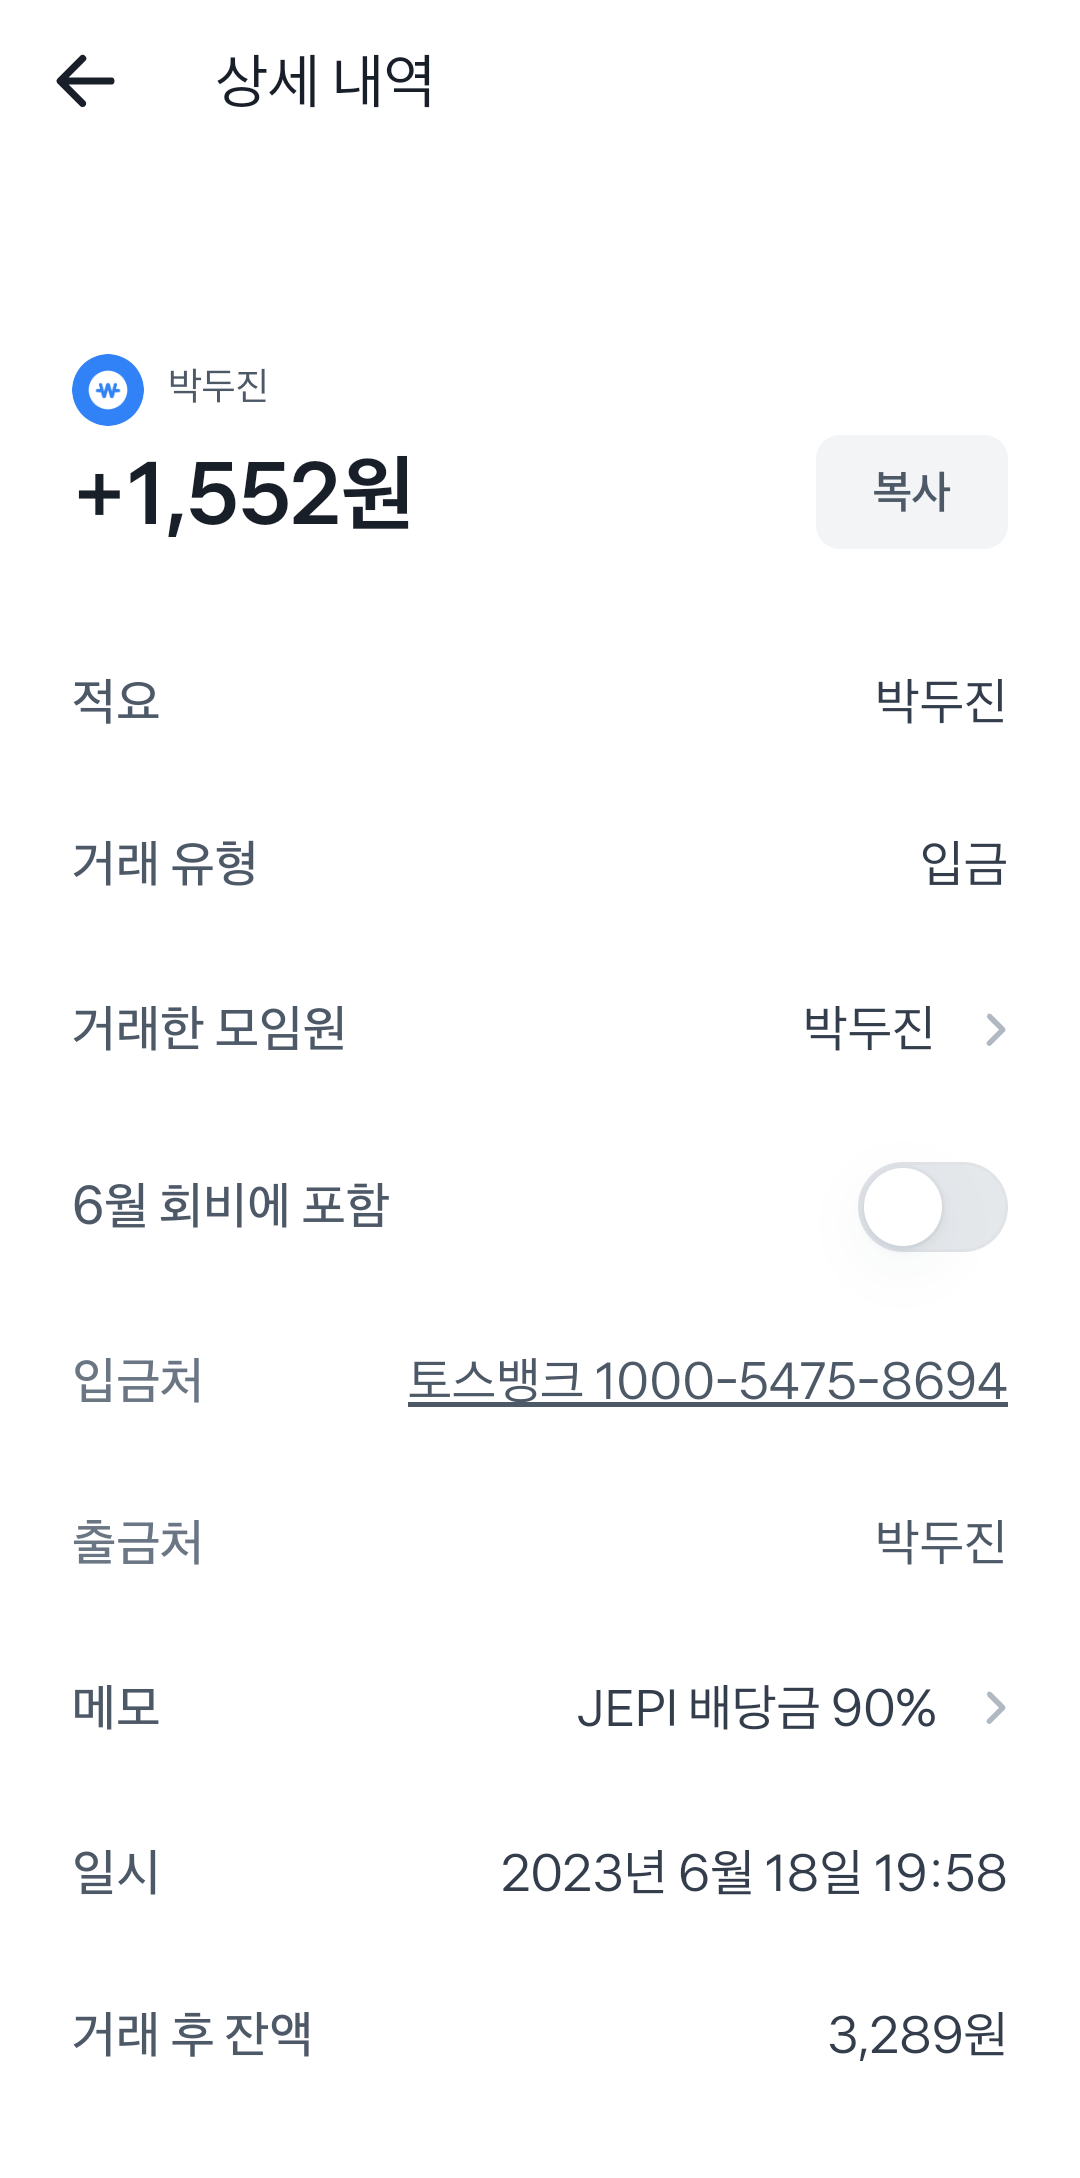 상세 내역
박두진
+1,552원
복사
적요 박두진
거래 유형 입금
거래한 모임원 박두진
6월 회비에 포함
입금처 토스뱅크 1000-5475-8694
출금처 박두진
메모 JEPI 배당금 90%
일시 2023년 6월 18일 19:58
거래 후 잔액 3,289원